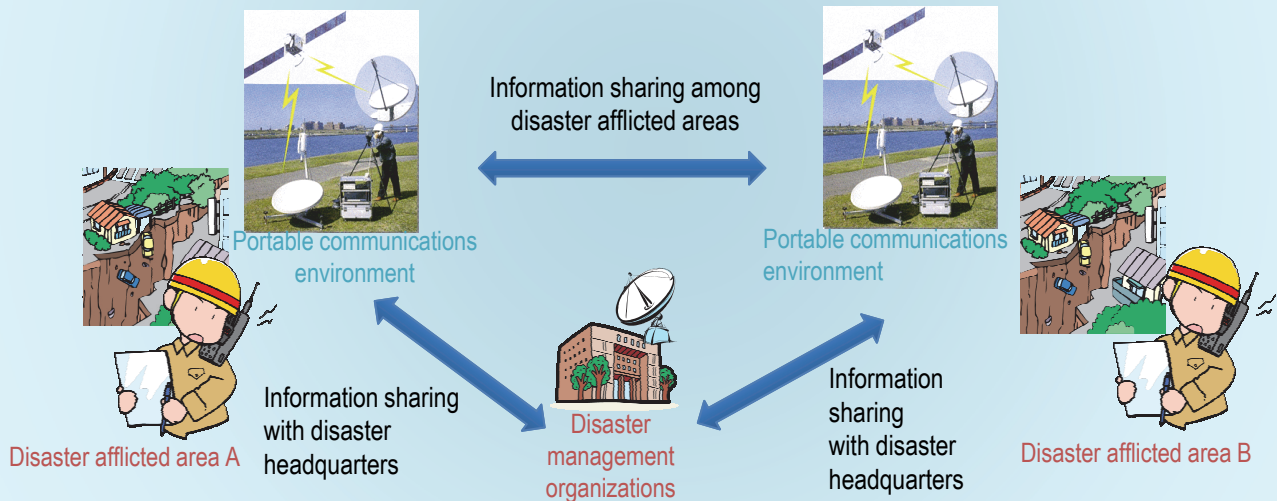 Information sharing among
disaster afflicted areas
Portable communications
environment
Portable communications
environment
Information sharing
with disaster
headquarters
Information
sharing
with disaster
headquarters
Disaster afflicted area A
Disaster
management
organizations
Disaster afflicted area B